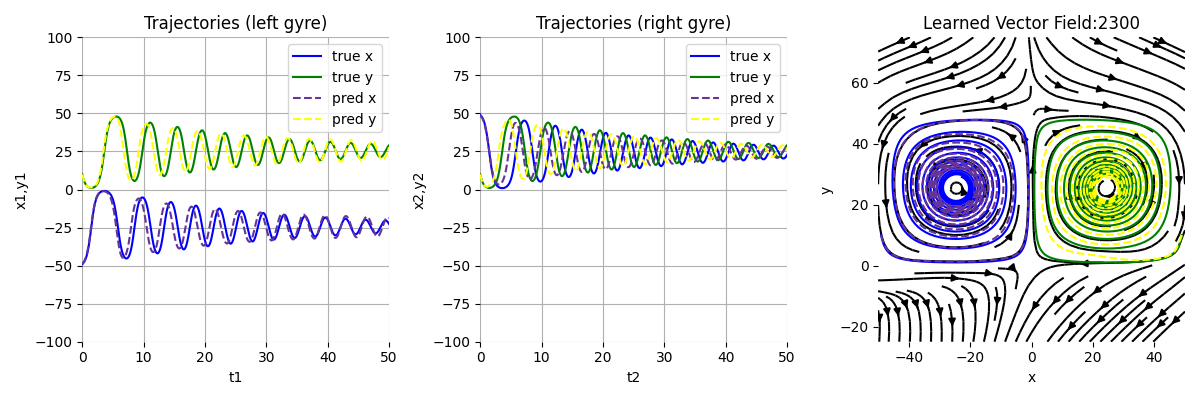 Trajectories (left gyre)
100
75
50
25
0
−25
−50
−75
−100
0
10
20
30
40
50
x1,y1
t1
true x
true y
pred x
pred y
Trajectories (right gyre)
100
75
50
25
0
−25
−50
−75
−100
0
10
20
30
40
50
x2,y2
t2
true x
true y
pred x
pred y
Learned Vector Field:2300
60
40
20
0
−20
−40
−20
0
20
40
y
x